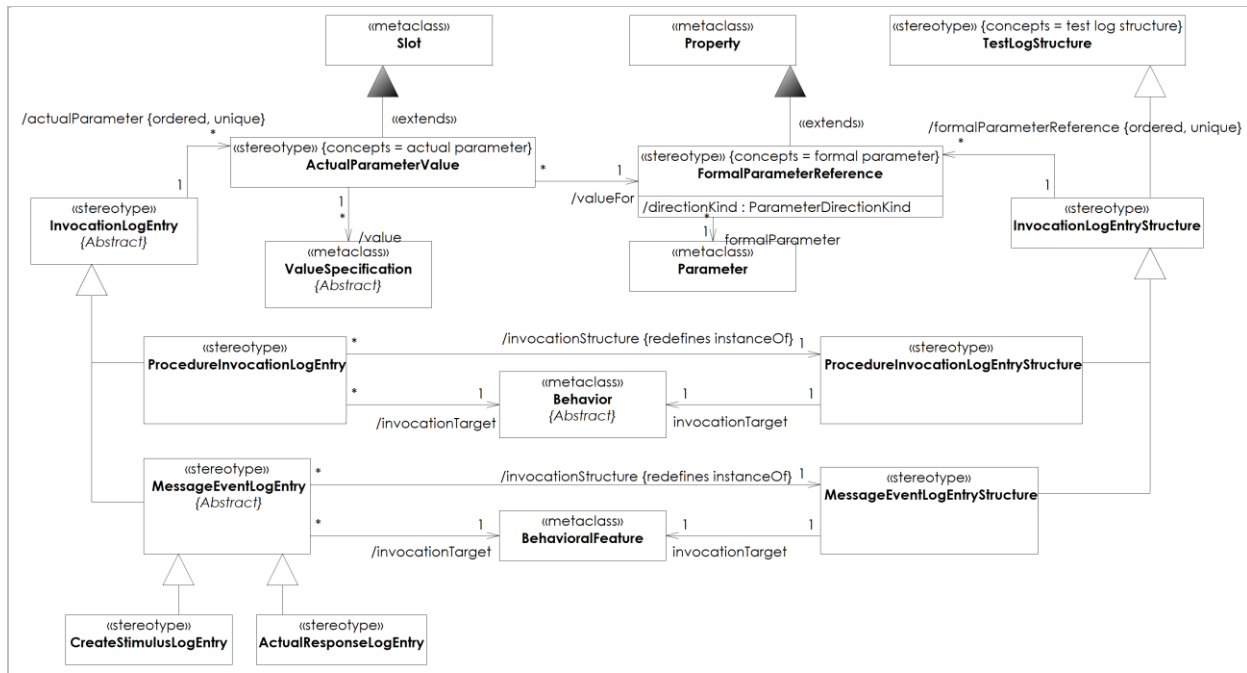 «metaclass»
Slot
«metaclass»
Property
«stereotype» {concepts = test log structure}
TestLogStructure
/actualParameter {ordered, unique}
*
«extends»
«extends»
/formalParameterReference {ordered, unique}
*
«stereotype» {concepts = actual parameter}
ActualParameterValue
*
1
/valueFor
«stereotype» {concepts = formal parameter}
FormalParameterReference
/directionKind : ParameterDirectionKind
1
1
«stereotype»
InvocationLogEntry
{Abstract}
1
*
/value
*
1
formalParameter
«stereotype»
InvocationLogEntryStructure
«metaclass»
ValueSpecification
{Abstract}
«metaclass»
Parameter
«stereotype»
ProcedureInvocationLogEntry
*
/invocationStructure {redefines instanceOf}
1
«stereotype»
ProcedureInvocationLogEntryStructure
*
1
/invocationTarget
«metaclass»
Behavior
{Abstract}
1
1
invocationTarget
«stereotype»
MessageEventLogEntry
{Abstract}
*
/invocationStructure {redefines instanceOf}
1
«stereotype»
MessageEventLogEntryStructure
*
1
/invocationTarget
«metaclass»
BehavioralFeature
1
1
invocationTarget
«stereotype»
CreateStimulusLogEntry
«stereotype»
ActualResponseLogEntry